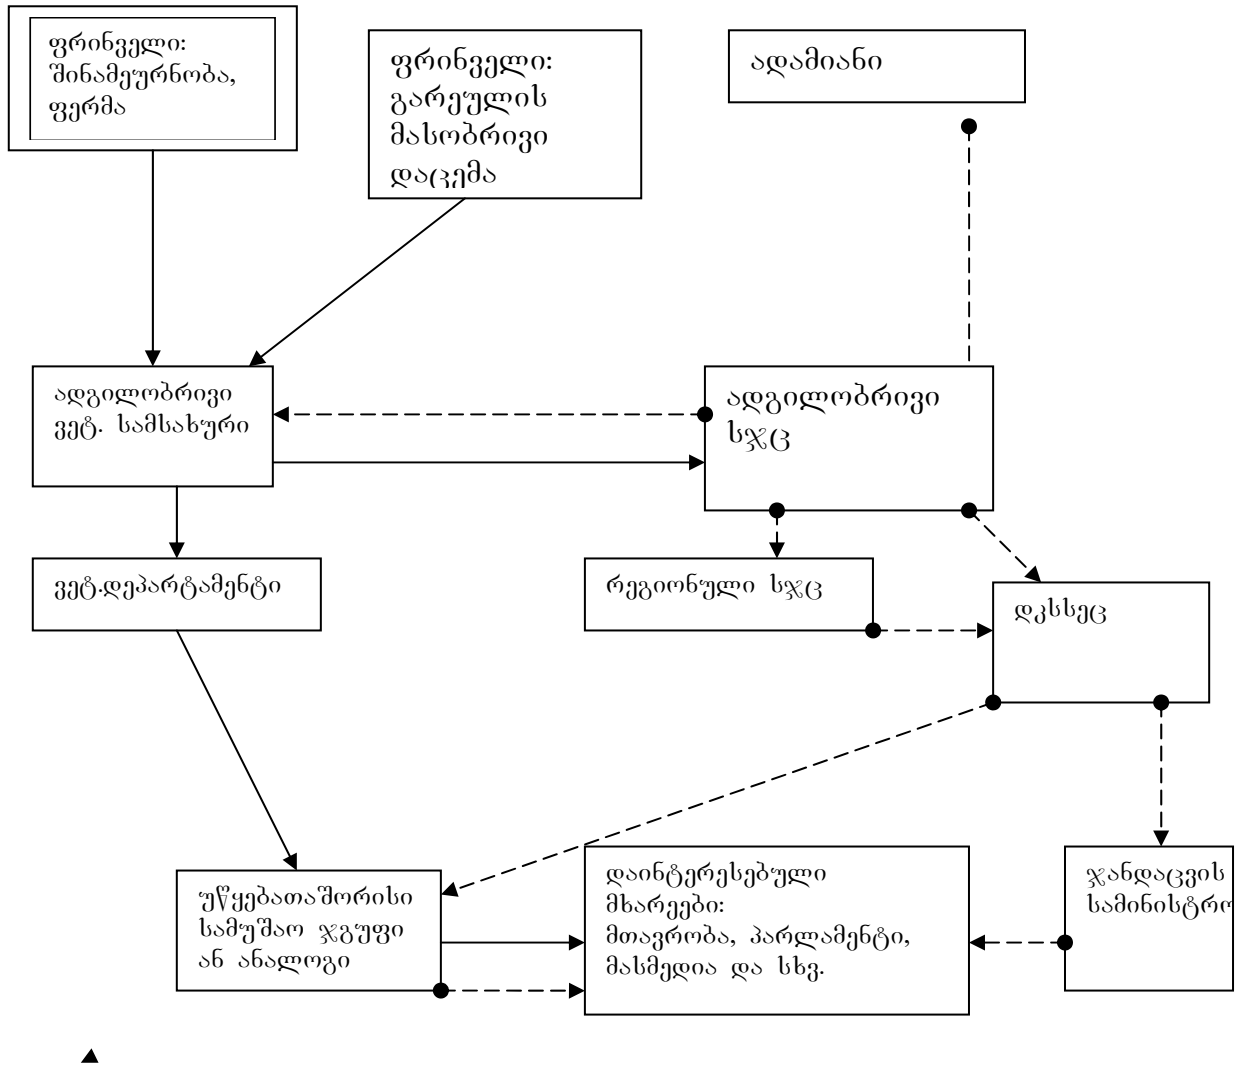 ფრინველი:
შინამეურნობა,
ფერმა
ფრინველი:
გარეულის
მასობრივი
დაცემა
ადამიანი
ადგილობრივი
ვეტ. სამსახური
ადგილობრივი
სჯც
ვეტ.დეპარტამენტი
რეგიონული სჯც
დკსსეც
უწყებათაშორისი
სამუშაო ჯგუფი
ან ანალოგი
დაინტერესებული
მხარეები:
მთავრობა, პარლამენტი,
მასმედია და სხვ.
ჯანდაცვის
სამინისტრო